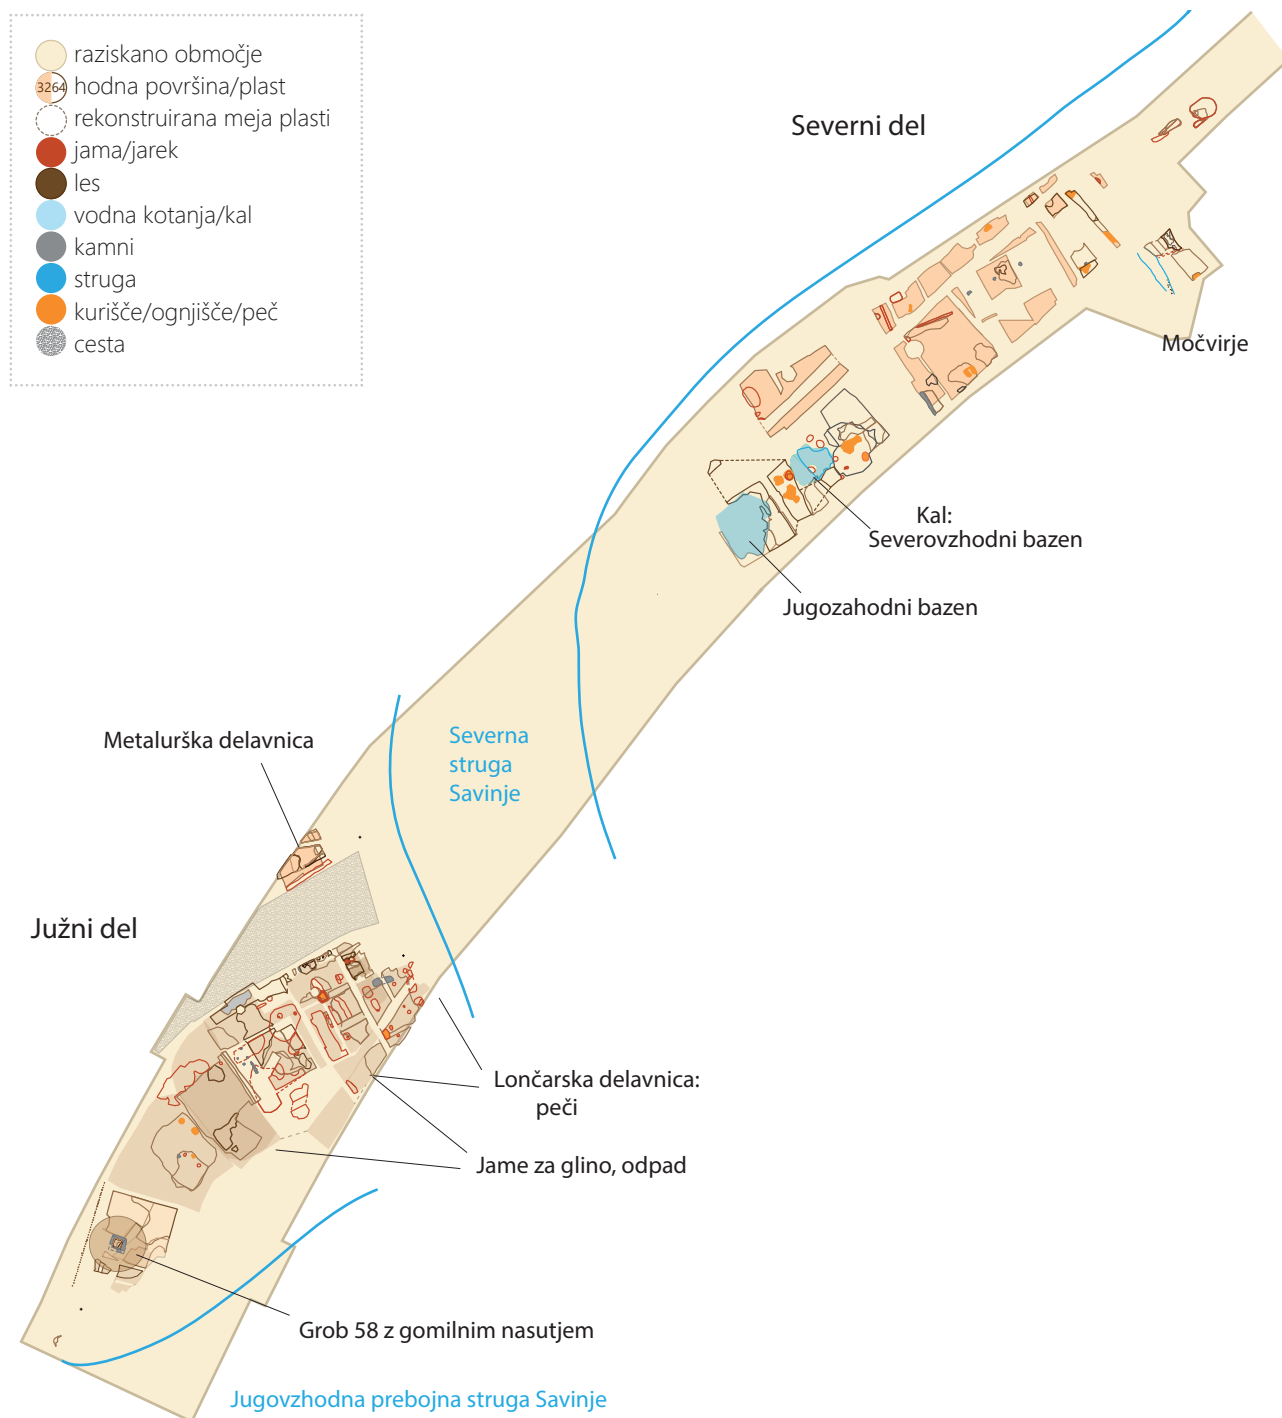 raziskano območje
3264 hodna površina/plast
rekonstruirana meja plasti
jama/jarek
les
vodna kotanja/kal
kamni
struga
kurišče/ognjišče/peč
cesta
Severni del
Močvirje
Kal:
Severovzhodni bazen
Jugozahodni bazen
Metalurška delavnica
Severna
struga
Savinje
Južni del
Lončarska delavnica:
peči
Jame za glino, odpad
Grob 58 z gomilnim nasutjem
Jugovzhodna prebojna struga Savinje